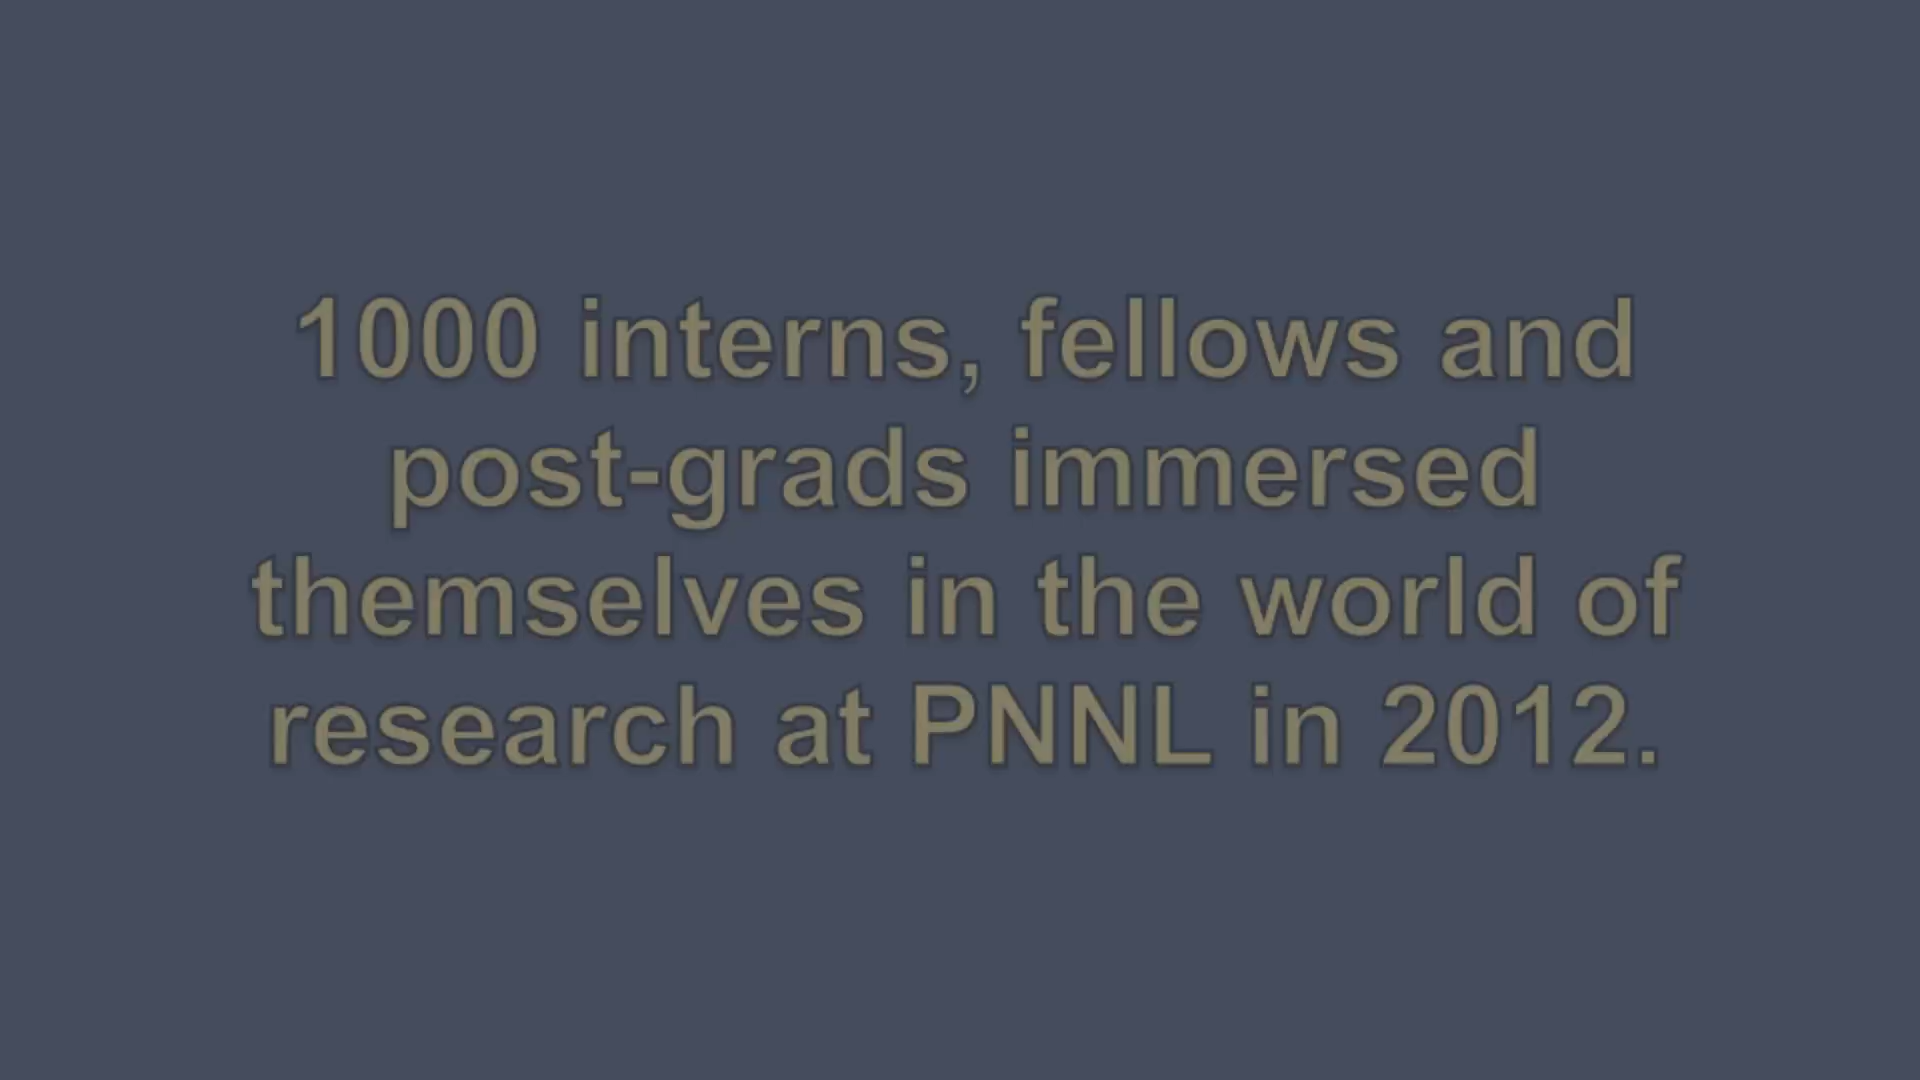 1000 interns, fellows and
post-grads immersed
themselves in the world of
research at PNNL in 2012.